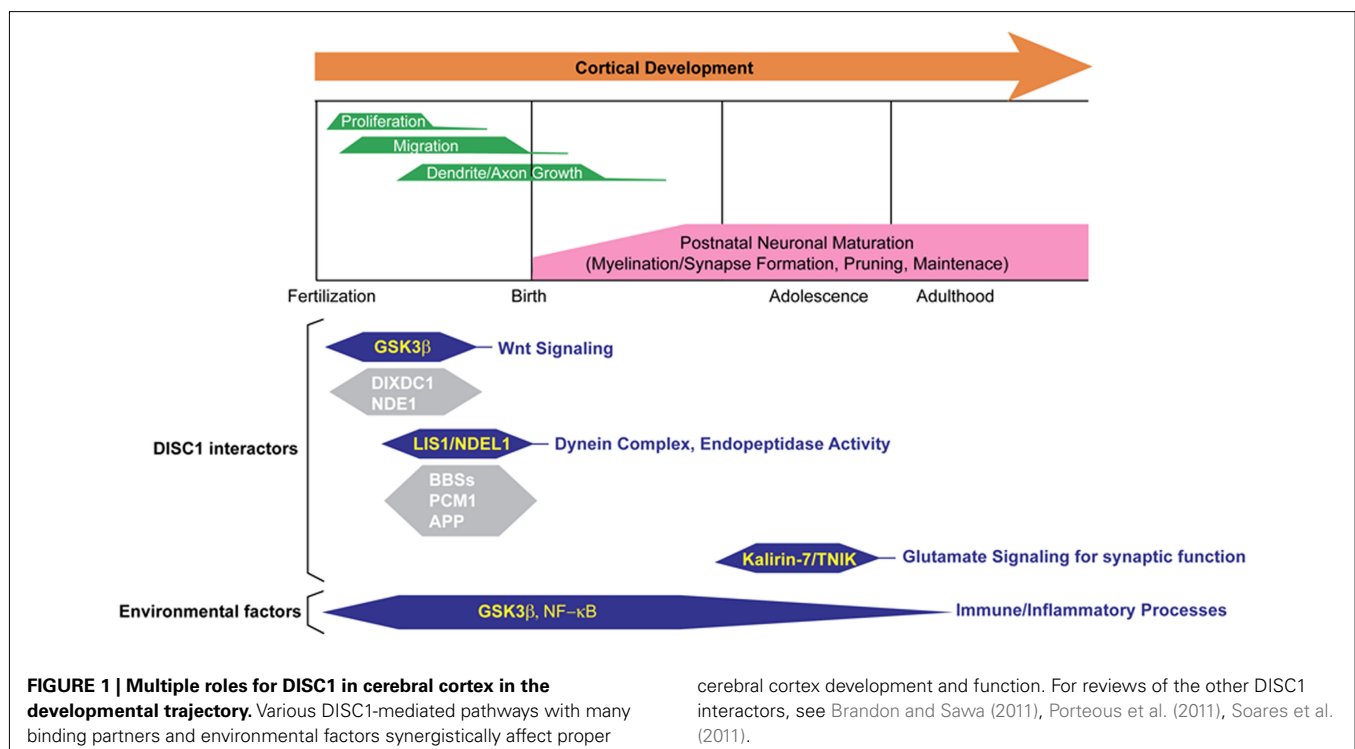 Cortical Development
Proliferation
Migration
Dendrite/Axon Growth
Postnatal Neuronal Maturation
(Myelination/Synapse Formation, Pruning, Maintenace)
Fertilization Birth Adolescence Adulthood
GSK3β Wnt Signaling
DIXDC1
NDE1
DISC1 interactors
LIS1/NDEL1 Dynein Complex, Endopeptidase Activity
BBSs
PCM1
APP
Kalirin-7/TNIK Glutamate Signaling for synaptic function
Environmental factors GSK3β, NF−κB Immune/Inflammatory Processes
FIGURE 1 | Multiple roles for DISC1 in cerebral cortex in the
developmental trajectory. Various DISC1-mediated pathways with many
binding partners and environmental factors synergistically affect proper
cerebral cortex development and function. For reviews of the other DISC1
interactors, see Brandon and Sawa (2011), Porteous et al. (2011), Soares et al.
(2011).